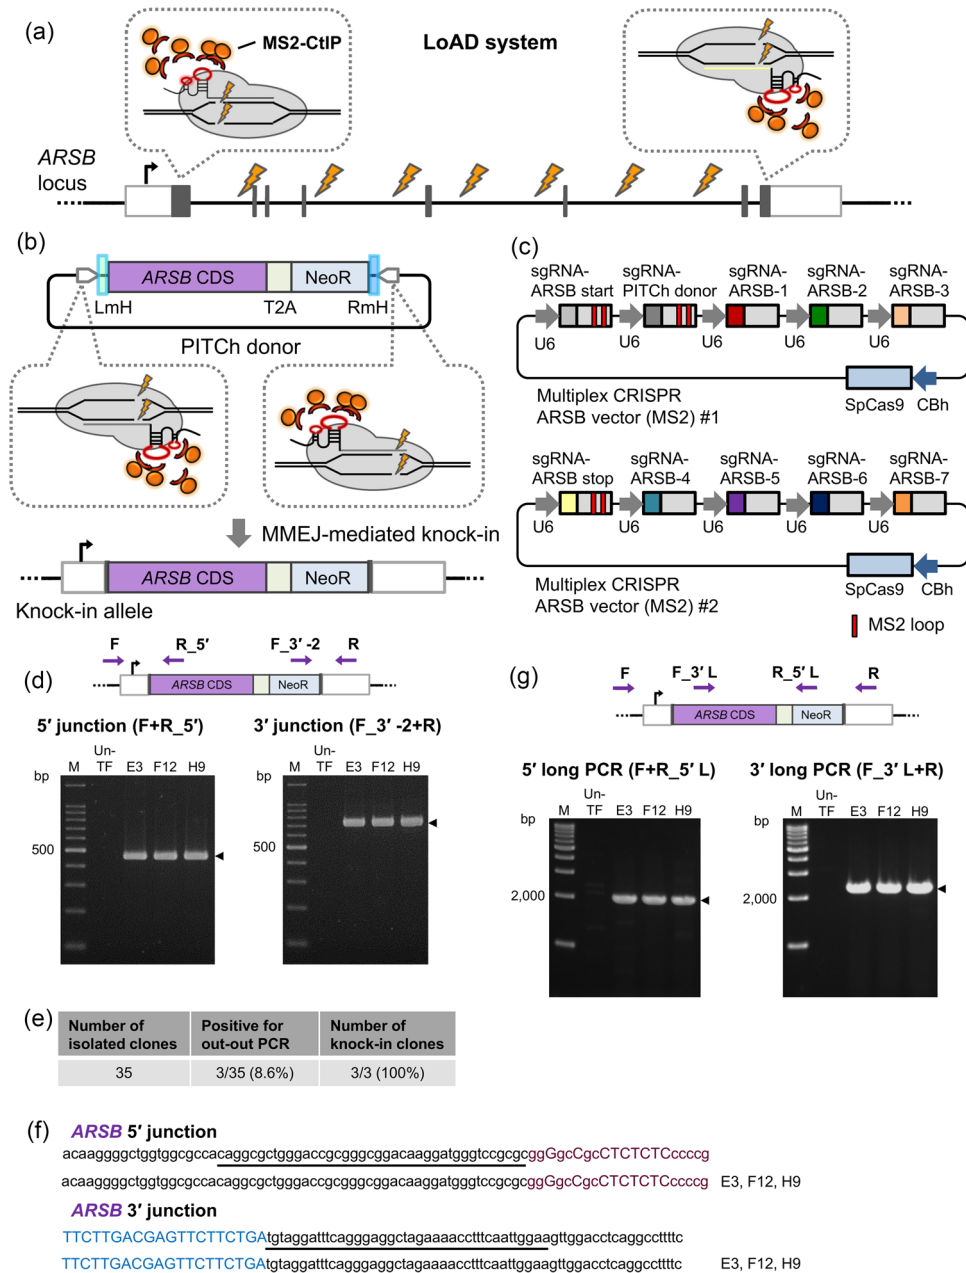 (a)
MS2-CtIP
LoAD system
ARSB
locus
(b)
ARSB CDS
NeoR
LmH
T2A
RmH
PITCh donor
MMEJ-mediated knock-in
ARSB CDS
NeoR
Knock-in allele
(c)
sgRNA-
ARSB start
sgRNA-
PITCh donor
sgRNA-
ARSB-1
sgRNA-
ARSB-2
sgRNA-
ARSB-3
U6
U6
U6
U6
U6
Multiplex CRISPR
ARSB vector (MS2) #1
SpCas9
CBh
sgRNA-
ARSB stop
sgRNA-
ARSB-4
sgRNA-
ARSB-5
sgRNA-
ARSB-6
sgRNA-
ARSB-7
U6
U6
U6
U6
U6
Multiplex CRISPR
ARSB vector (MS2) #2
SpCas9
CBh
MS2 loop
(d)
F
R_5′
F_3′ -2
R
ARSB CDS
NeoR
5′ junction (F+R_5′)
3′ junction (F_3′ -2+R)
bp
M
Un-
TF
E3
F12
H9
500
bp
M
Un-
TF
E3
F12
H9
500
(g)
F
F_3′ L
R_5′ L
R
ARSB CDS
NeoR
5′ long PCR (F+R_5′ L)
3′ long PCR (F_3′ L+R)
bp
M
Un-
TF
E3
F12
H9
2,000
bp
M
Un-
TF
E3
F12
H9
2,000
(e)
Number of
isolated clones
Positive for
out-out PCR
Number of
knock-in clones
35
3/35 (8.6%)
3/3 (100%)
(f)
ARSB 5′ junction
acaaggggctggtggcgccacaggcgctgggaccgcgggcggacaaggatgggtccgcgcggGgcCgcCTCTCTCccccg
acaaggggctggtggcgccacaggcgctgggaccgcgggcggacaaggatgggtccgcgcggGgcCgcCTCTCTCccccg E3, F12, H9
ARSB 3′ junction
TTCTTGACGAGTTCTTCTGAtgtaggatttcagggaggctagaaaacctttcaattggaagttggacctcaggccttttc
TTCTTGACGAGTTCTTCTGAtgtaggatttcagggaggctagaaaacctttcaattggaagttggacctcaggccttttc E3, F12, H9